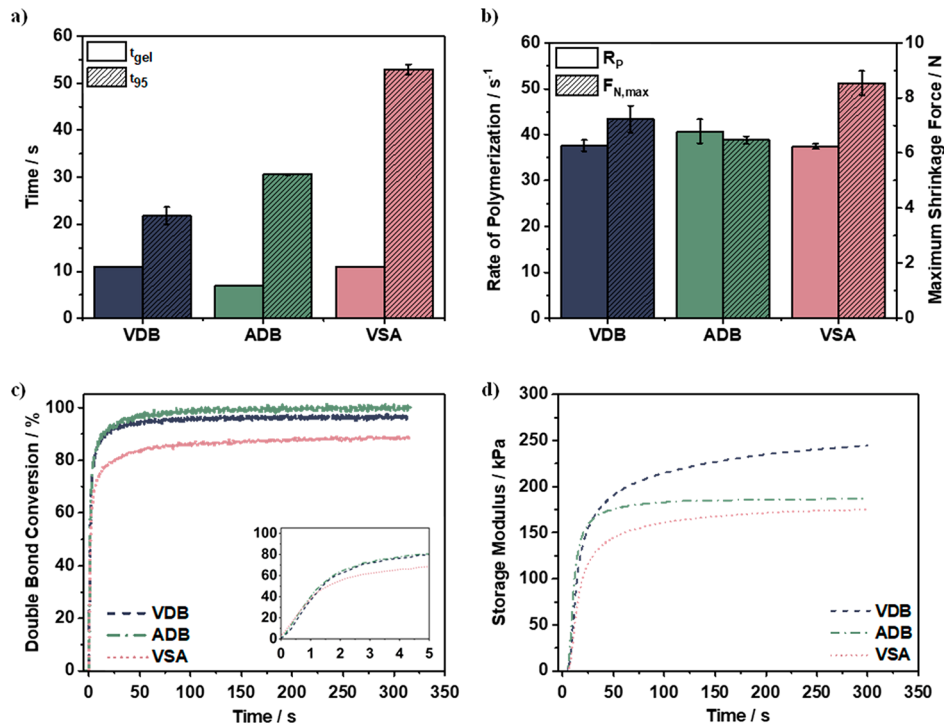 a)
60
50
40
30
20
10
0
Time / s
t_gel
t_95
VDB ADB VSA
b)
60
50
40
30
20
10
0
Rate of Polymerization / s⁻¹
R_P
F_N,max
10
8
6
4
2
0
Maximum Shrinkage Force / N
VDB ADB VSA
c)
100
80
60
40
20
0
Double Bond Conversion / %
VDB
ADB
VSA
100
80
60
40
20
0
0 1 2 3 4 5
0 50 100 150 200 250 300 350
Time / s
d)
300
250
200
150
100
50
0
Storage Modulus / kPa
VDB
ADB
VSA
0 50 100 150 200 250 300 350
Time / s